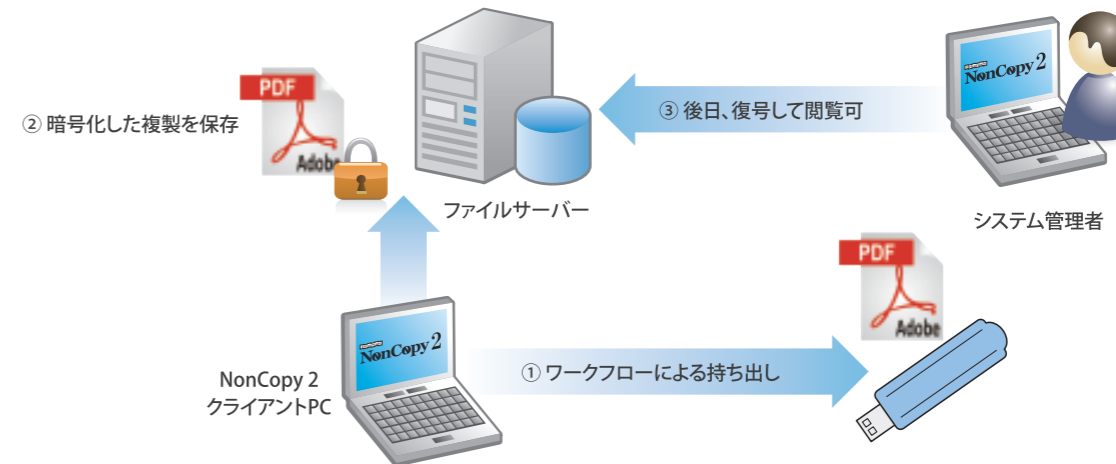 PDF
Adobe
② 暗号化した複製を保存
ファイルサーバー
③ 後日、復号して閲覧可
NonCopy 2
システム管理者
NonCopy 2
NonCopy 2
クライアントPC
① ワークフローによる持ち出し
PDF
Adobe